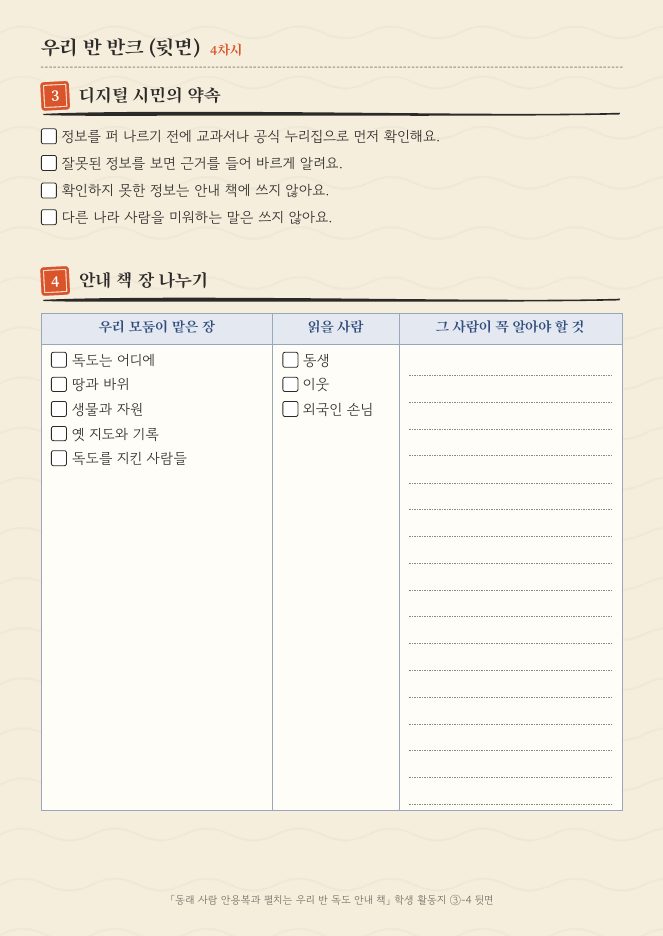 우리 반 반크 (뒷면) 4차시
3 디지털 시민의 약속
정보를 퍼 나르기 전에 교과서나 공식 누리집으로 먼저 확인해요.
잘못된 정보를 보면 근거를 들어 바르게 알려요.
확인하지 못한 정보는 안내 책에 쓰지 않아요.
다른 나라 사람을 미워하는 말은 쓰지 않아요.
4 안내 책 장 나누기
우리 모둠이 맡은 장 읽을 사람 그 사람이 꼭 알아야 할 것
독도는 어디에 동생
땅과 바위 이웃
생물과 자원 외국인 손님
옛 지도와 기록
독도를 지킨 사람들
「동래 사람 안용복과 펼치는 우리 반 독도 안내 책」 학생 활동지 ③-4 뒷면